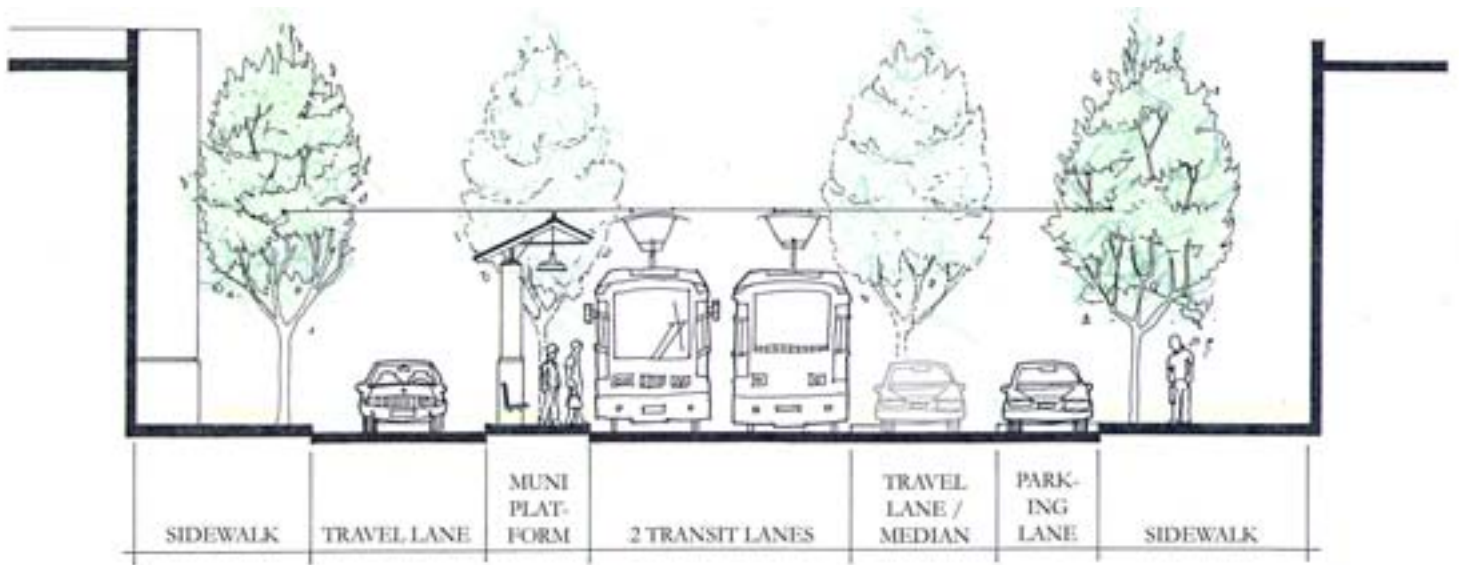 SIDEWALK
TRAVEL LANE
MUNI
PLAT-
FORM
2 TRANSIT LANES
TRAVEL
LANE /
MEDIAN
PARK-
ING
LANE
SIDEWALK